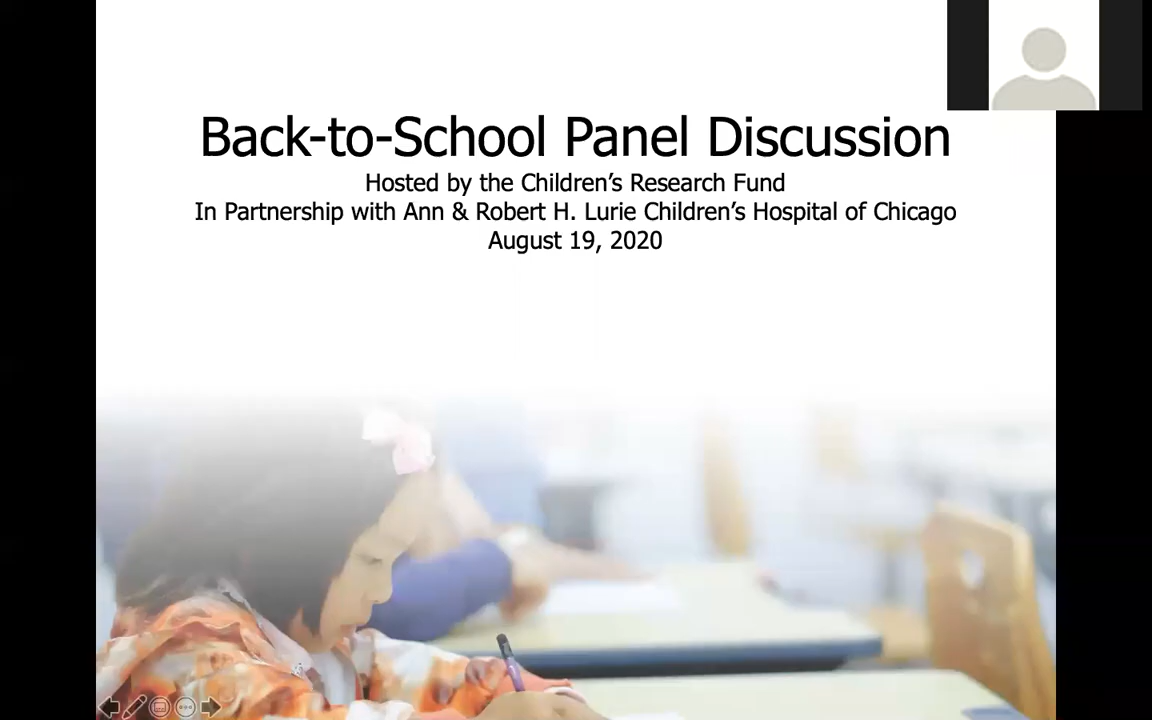 Back-to-School Panel Discussion
Hosted by the Children’s Research Fund
In Partnership with Ann & Robert H. Lurie Children’s Hospital of Chicago
August 19, 2020